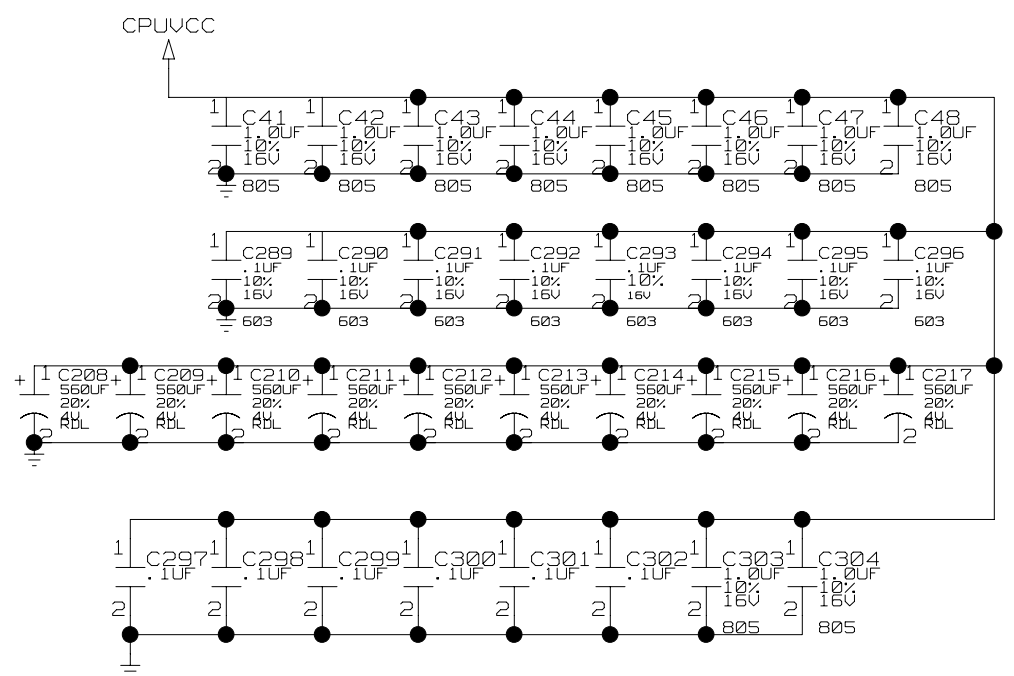 CPUVCC
1 1 1 1 1 1 1 1
C41 C42 C43 C44 C45 C46 C47 C48
1.0UF 1.0UF 1.0UF 1.0UF 1.0UF 1.0UF 1.0UF 1.0UF
10% 10% 10% 10% 10% 10% 10% 10%
16V 16V 16V 16V 16V 16V 16V 16V
2 2 2 2 2 2 2 2
805 805 805 805 805 805 805 805
1 1 1 1 1 1 1 1
C289 C290 C291 C292 C293 C294 C295 C296
.1UF .1UF .1UF .1UF .1UF .1UF .1UF .1UF
10% 10% 10% 10% 10% 10% 10% 10%
16V 16V 16V 16V 16V 16V 16V 16V
2 2 2 2 2 2 2 2
603 603 603 603 603 603 603 603
+ 1 C208 + 1 C209 + 1 C210 + 1 C211 + 1 C212 + 1 C213 + 1 C214 + 1 C215 + 1 C216 + 1 C217
560UF 560UF 560UF 560UF 560UF 560UF 560UF 560UF 560UF 560UF
20% 20% 20% 20% 20% 20% 20% 20% 20% 20%
4V 4V 4V 4V 4V 4V 4V 4V 4V 4V
RDL RDL RDL RDL RDL RDL RDL RDL RDL RDL
2 2 2 2 2 2 2 2 2 2
1 1 1 1 1 1 1 1
C297 C298 C299 C300 C301 C302 C303 C304
.1UF .1UF .1UF .1UF .1UF .1UF 1.0UF 1.0UF
10% 10%
16V 16V
2 2 2 2 2 2 2 2
805 805